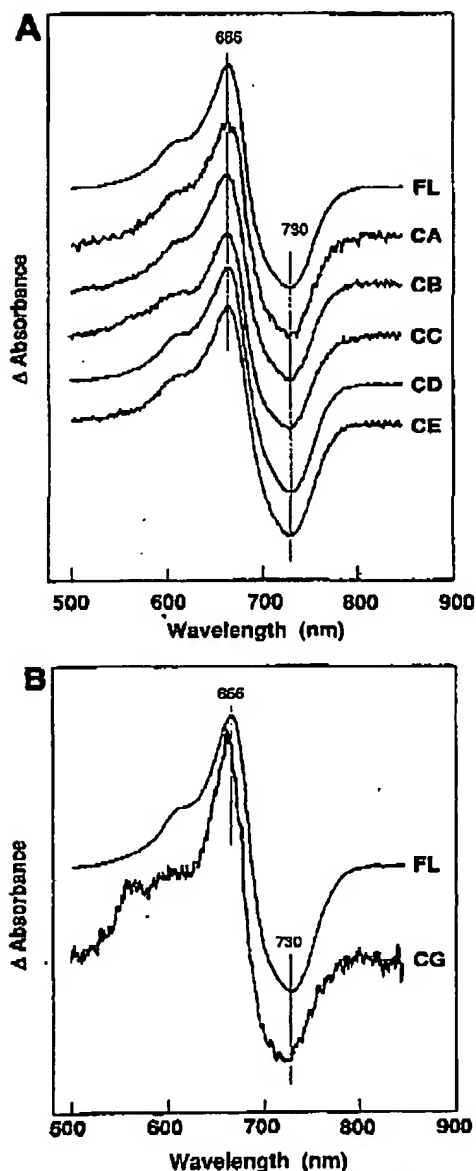 A
685
730
FL
CA
CB
CC
CD
CE
Δ Absorbance
500 600 700 800 900
Wavelength (nm)
B
666
730
FL
CG
Δ Absorbance
500 600 700 800 900
Wavelength (nm)